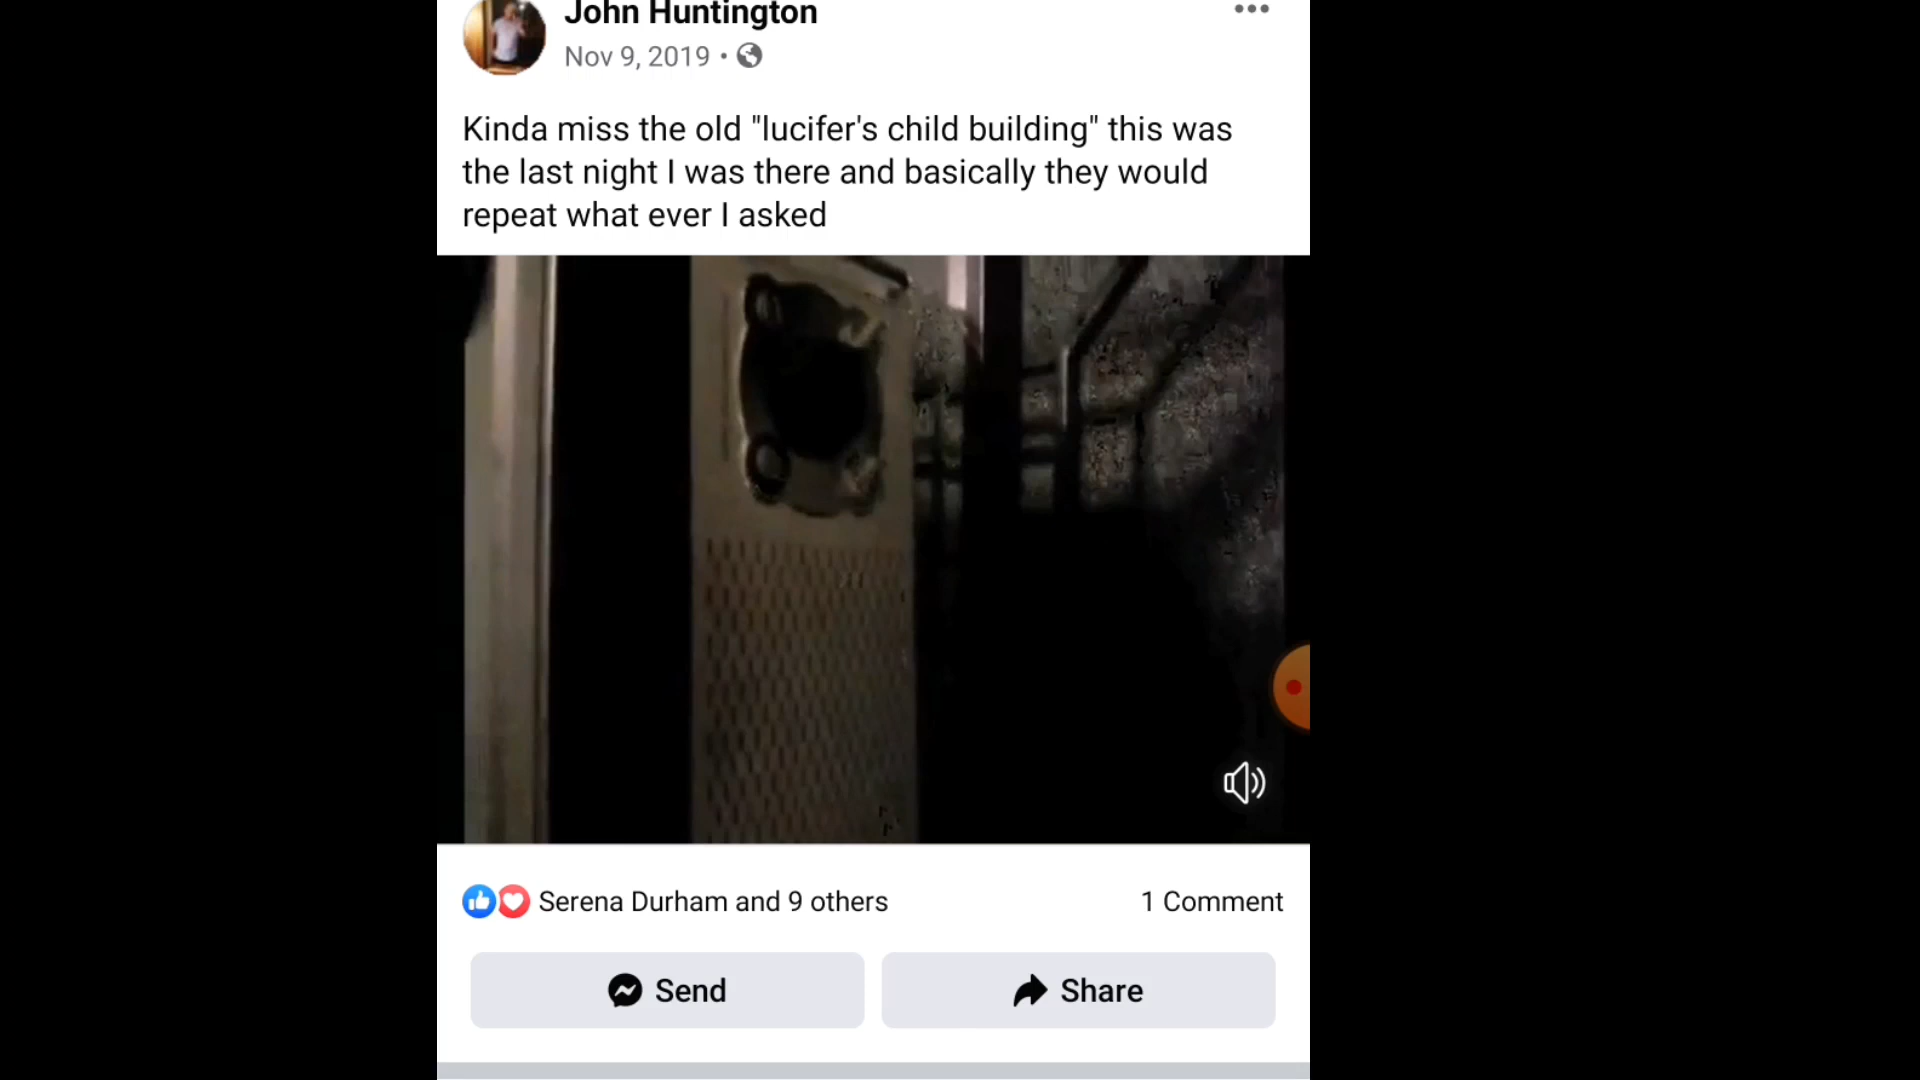 John Huntington
Nov 9, 2019 •
Kinda miss the old "lucifer's child building" this was
the last night I was there and basically they would
repeat what ever I asked
Serena Durham and 9 others
1 Comment
Send
Share